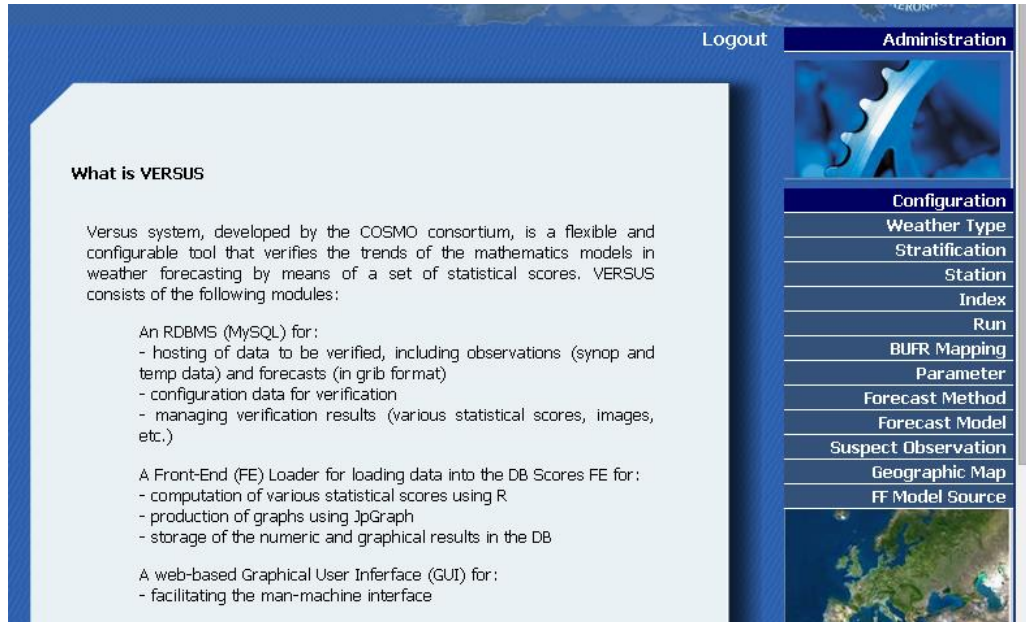 Logout
Administration
What is VERSUS
Versus system, developed by the COSMO consortium, is a flexible and
configurable tool that verifies the trends of the mathematics models in
weather forecasting by means of a set of statistical scores. VERSUS
consists of the following modules:
An RDBMS (MySQL) for:
- hosting of data to be verified, including observations (synop and
temp data) and forecasts (in grib format)
- configuration data for verification
- managing verification results (various statistical scores, images,
etc.)
A Front-End (FE) Loader for loading data into the DB Scores FE for:
- computation of various statistical scores using R
- production of graphs using JpGraph
- storage of the numeric and graphical results in the DB
A web-based Graphical User Inferface (GUI) for:
- facilitating the man-machine interface
Configuration
Weather Type
Stratification
Station
Index
Run
BUFR Mapping
Parameter
Forecast Method
Forecast Model
Suspect Observation
Geographic Map
FF Model Source